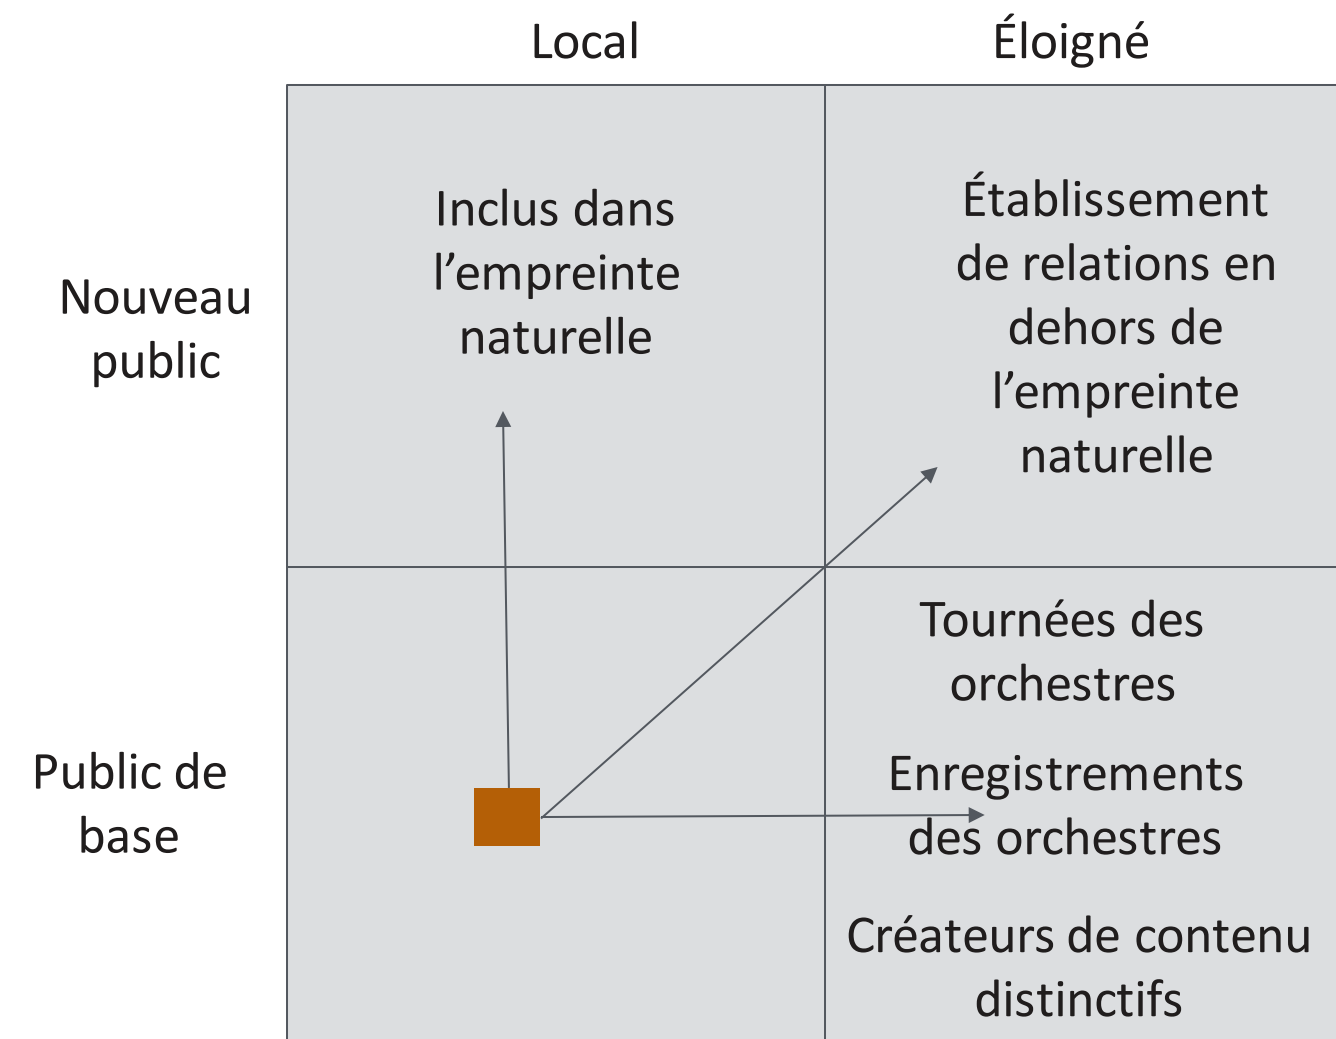 Local
Éloigné
Nouveau
public
Inclus dans
l’empreinte
naturelle
Établissement
de relations en
dehors de
l’empreinte
naturelle
Public de
base
Tournées des
orchestres
Enregistrements
des orchestres
Créateurs de contenu
distinctifs